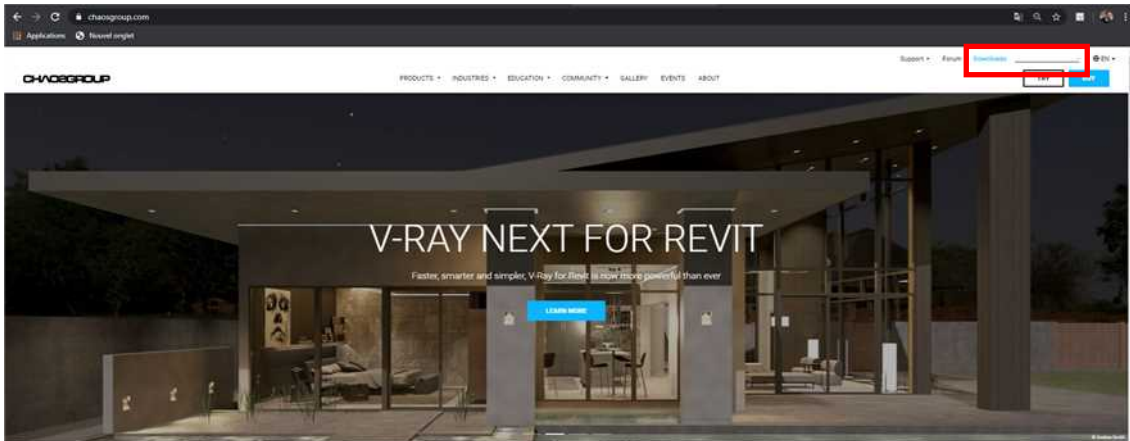 chaosgroup.com
Applications Nouvel onglet
Support Forum Downloads EN
CHAOSGROUP
PRODUCTS INDUSTRIES EDUCATION COMMUNITY GALLERY EVENTS ABOUT
TRY BUY
V-RAY NEXT FOR REVIT
Faster, smarter and simpler, V-Ray for Revit is now more powerful than ever
LEARN MORE